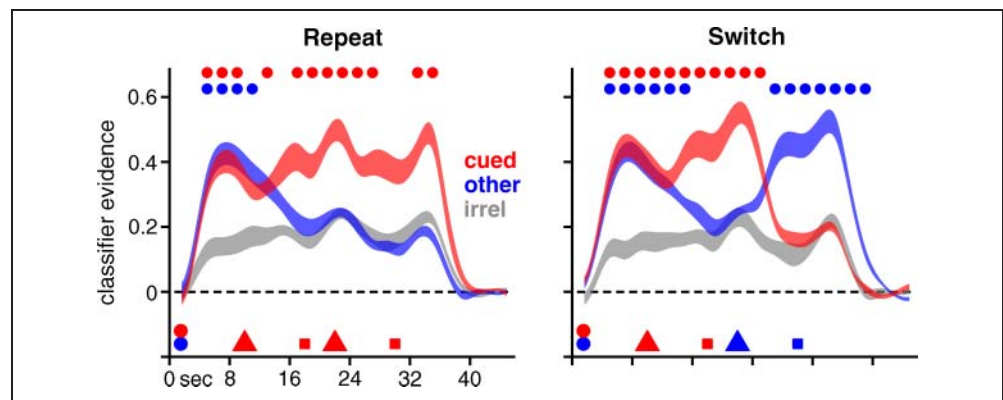 Repeat
Switch
classifier evidence
0.6
0.4
0.2
0
cued
other
irrel
0 sec 8 16 24 32 40